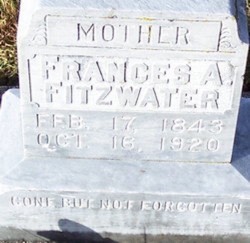 MOTHER
FRANCES A.
FITZWATER
FEB. 17, 1843
OCT. 16, 1920
GONE BUT NOT FORGOTTEN